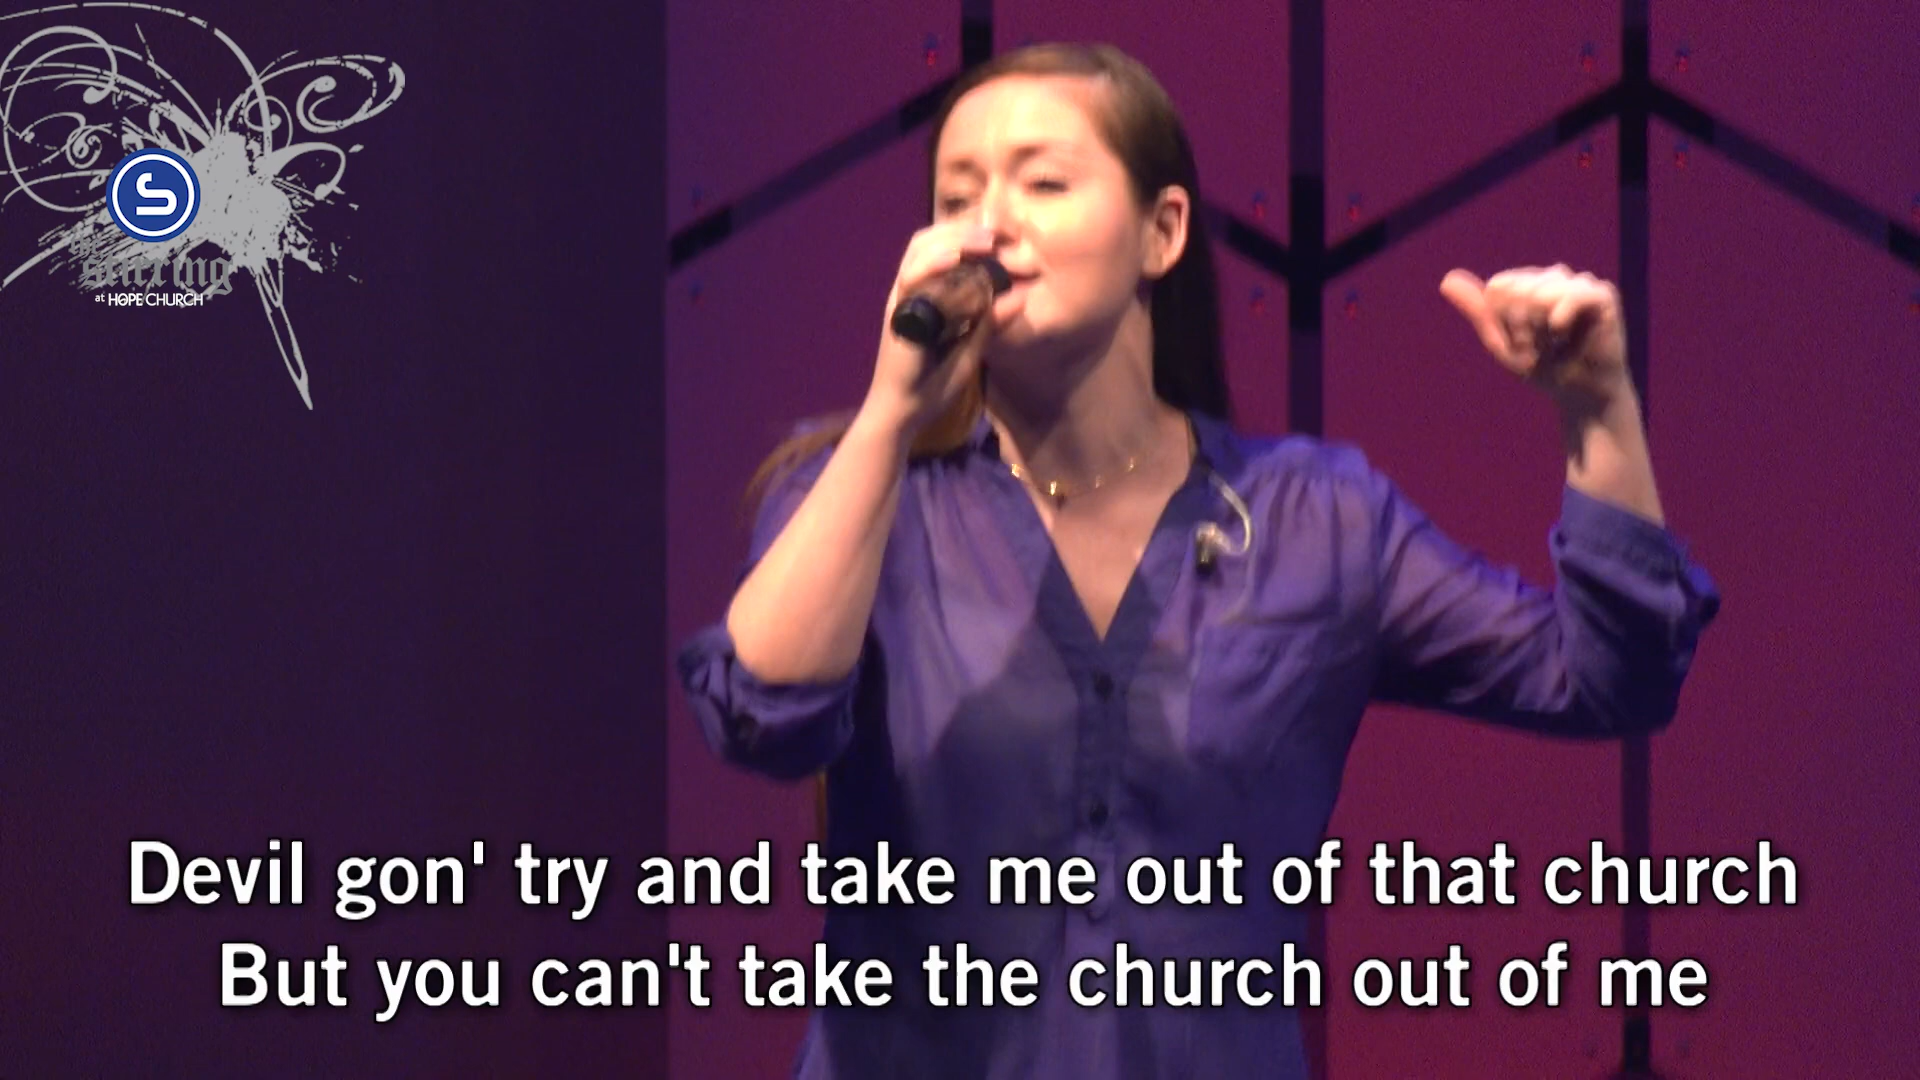 the
stirring
at HOPE CHURCH
Devil gon' try and take me out of that church
But you can't take the church out of me